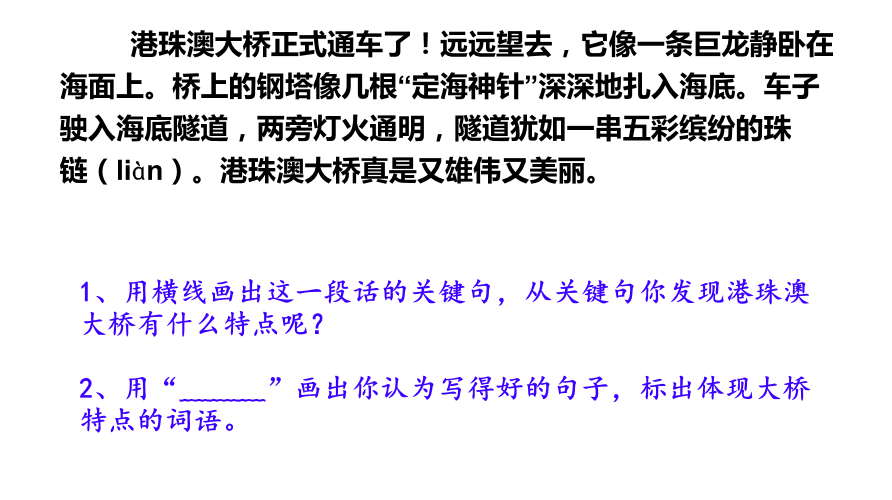 港珠澳大桥正式通车了！远远望去，它像一条巨龙静卧在
海面上。桥上的钢塔像几根“定海神针”深深地扎入海底。车子
驶入海底隧道，两旁灯火通明，隧道犹如一串五彩缤纷的珠
链（liàn）。港珠澳大桥真是又雄伟又美丽。
1、用横线画出这一段话的关键句，从关键句你发现港珠澳
大桥有什么特点呢？
2、用“﹏﹏﹏﹏”画出你认为写得好的句子，标出体现大桥
特点的词语。